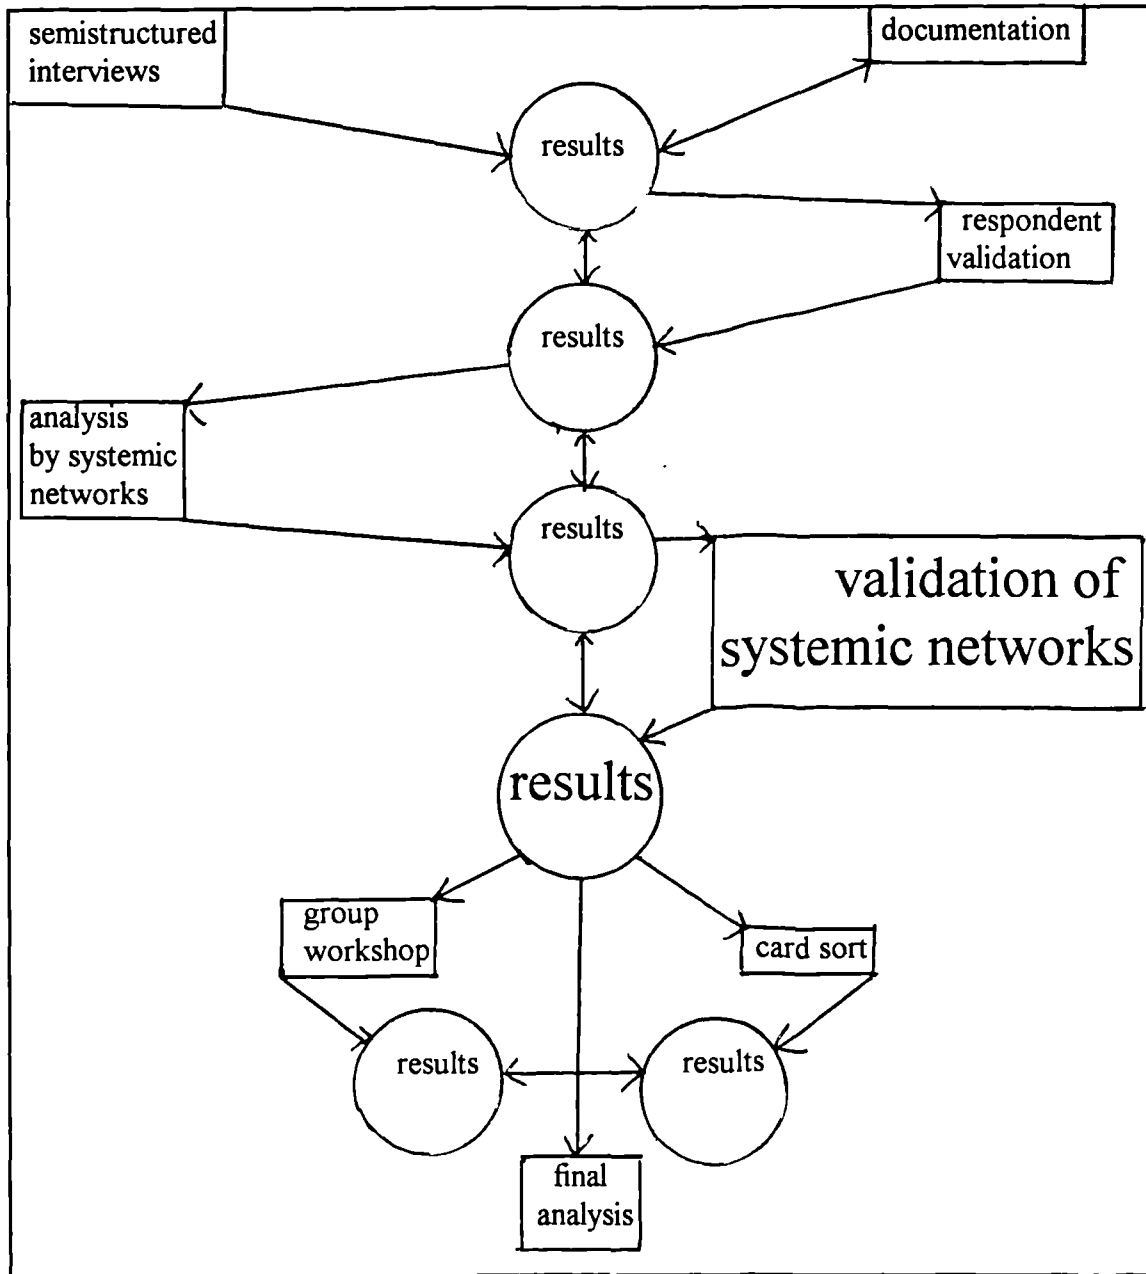 semistructured
interviews
documentation
results
respondent
validation
results
analysis
by systemic
networks
results
validation of
systemic networks
results
group
workshop
card sort
results
results
final
analysis